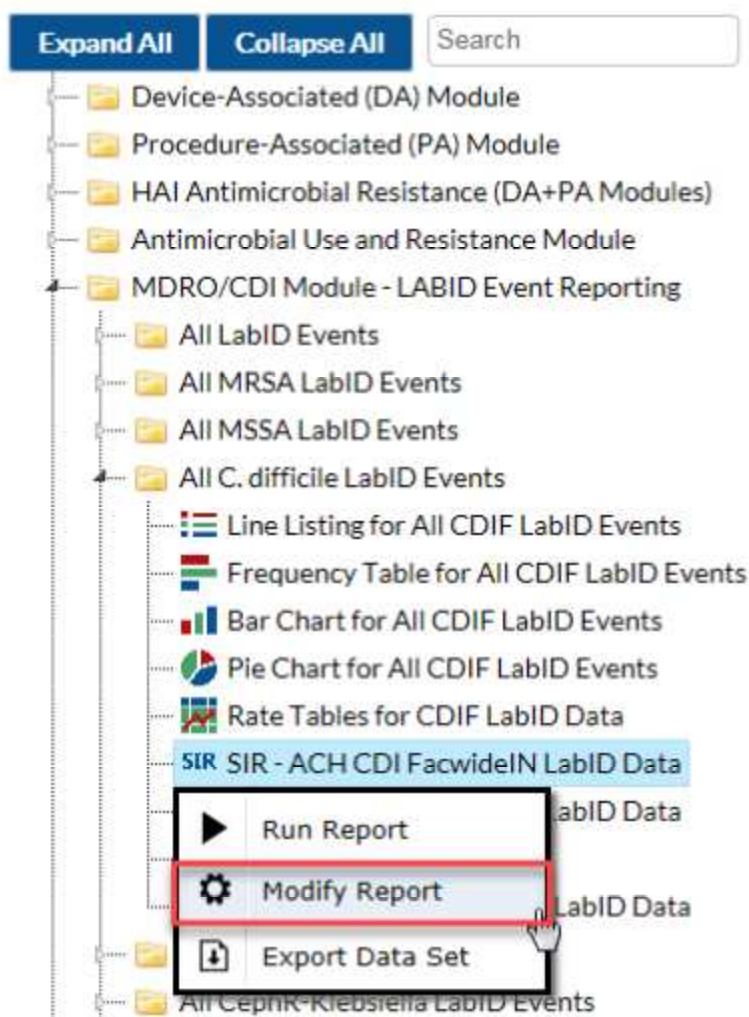 Expand All Collapse All Search
Device-Associated (DA) Module
Procedure-Associated (PA) Module
HAI Antimicrobial Resistance (DA+PA Modules)
Antimicrobial Use and Resistance Module
MDRO/CDI Module - LABID Event Reporting
All LabID Events
All MRSA LabID Events
All MSSA LabID Events
All C. difficile LabID Events
Line Listing for All CDIF LabID Events
Frequency Table for All CDIF LabID Events
Bar Chart for All CDIF LabID Events
Pie Chart for All CDIF LabID Events
Rate Tables for CDIF LabID Data
SIR SIR - ACH CDI FacwideIN LabID Data
Data
Run Report
Modify Report
LabID Data
Export Data Set
All CephR-Klebsiella LabID Events